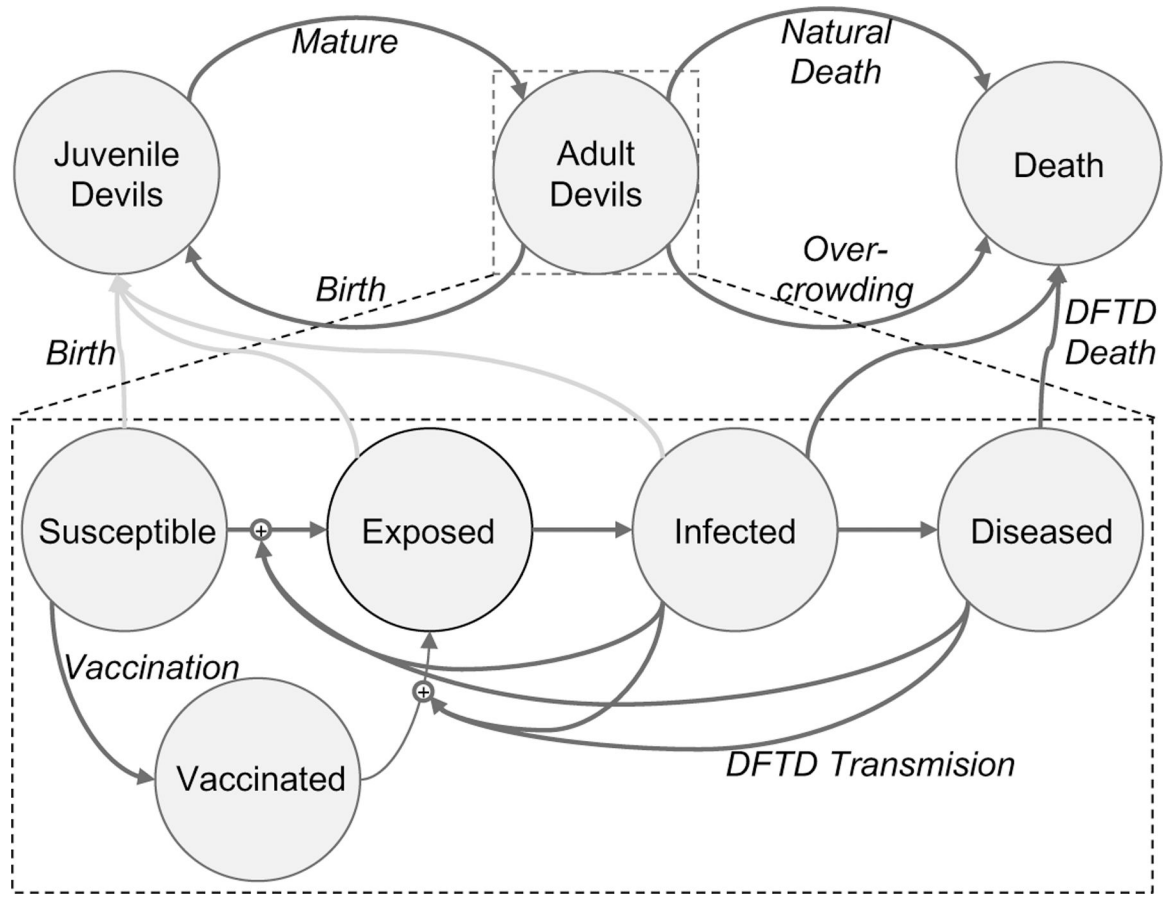 Mature
Natural
Death
Juvenile
Devils
Adult
Devils
Death
Birth
Over-
crowding
Birth
DFTD
Death
Susceptible
Exposed
Infected
Diseased
Vaccination
Vaccinated
DFTD Transmision